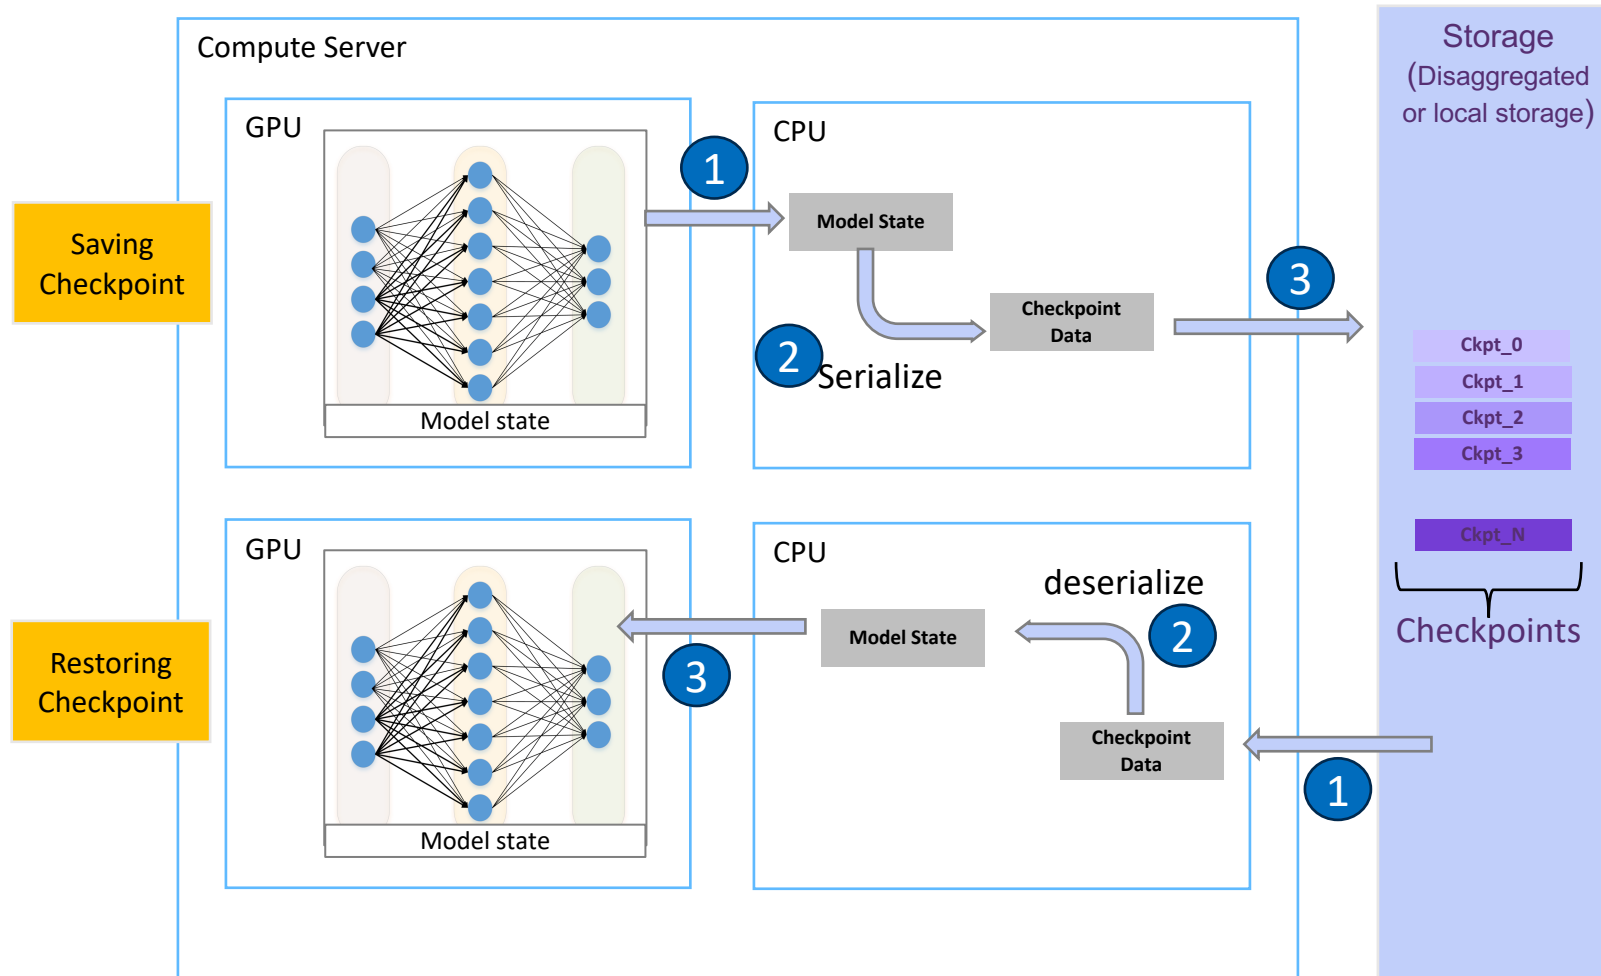 Compute Server
Storage
(Disaggregated
or local storage)
GPU
CPU
1
Model State
Saving
Checkpoint
3
Checkpoint
Data
2
Serialize
Model state
Ckpt_0
Ckpt_1
Ckpt_2
Ckpt_3
Ckpt_N
Checkpoints
GPU
CPU
deserialize
2
Model State
Restoring
Checkpoint
3
Checkpoint
Data
1
Model state